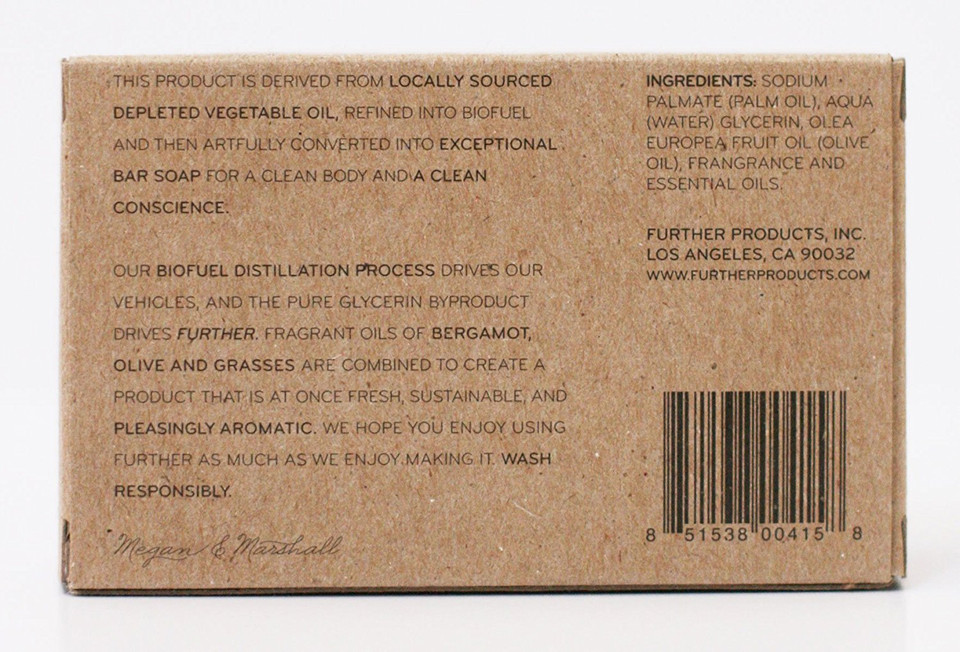 THIS PRODUCT IS DERIVED FROM LOCALLY SOURCED
DEPLETED VEGETABLE OIL, REFINED INTO BIOFUEL
AND THEN ARTFULLY CONVERTED INTO EXCEPTIONAL
BAR SOAP FOR A CLEAN BODY AND A CLEAN
CONSCIENCE.
OUR BIOFUEL DISTILLATION PROCESS DRIVES OUR
VEHICLES, AND THE PURE GLYCERIN BYPRODUCT
DRIVES FURTHER. FRAGRANT OILS OF BERGAMOT,
OLIVE AND GRASSES ARE COMBINED TO CREATE A
PRODUCT THAT IS AT ONCE FRESH, SUSTAINABLE, AND
PLEASINGLY AROMATIC. WE HOPE YOU ENJOY USING
FURTHER AS MUCH AS WE ENJOY MAKING IT. WASH
RESPONSIBLY.
Megan & Marshall
INGREDIENTS: SODIUM
PALMATE (PALM OIL), AQUA
(WATER) GLYCERIN, OLEA
EUROPEA FRUIT OIL (OLIVE
OIL), FRANGRANCE AND
ESSENTIAL OILS.
FURTHER PRODUCTS, INC.
LOS ANGELES, CA 90032
WWW.FURTHERPRODUCTS.COM
8 51538 00415 8